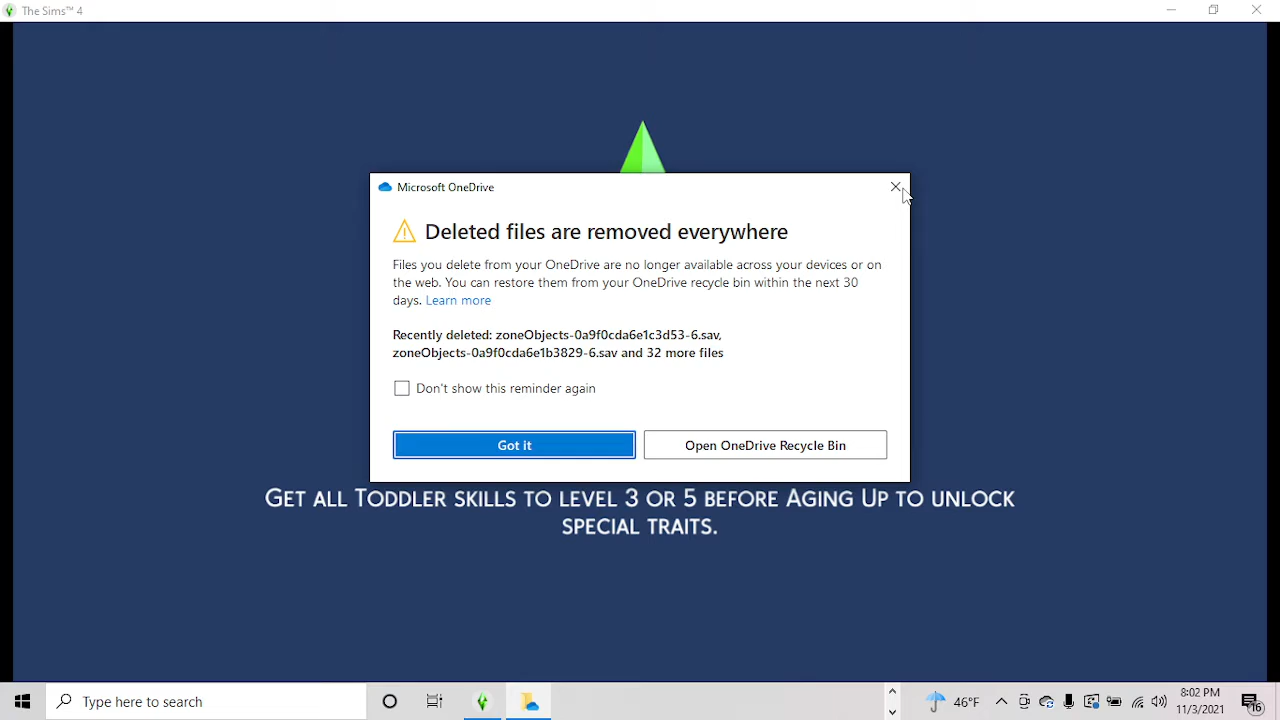 The Sims™ 4
Microsoft OneDrive
Deleted files are removed everywhere
Files you delete from your OneDrive are no longer available across your devices or on
the web. You can restore them from your OneDrive recycle bin within the next 30
days. Learn more
Recently deleted: zoneObjects-0a9f0cda6e1c3d53-6.sav,
zoneObjects-0a9f0cda6e1b3829-6.sav and 32 more files
Don't show this reminder again
Got it
Open OneDrive Recycle Bin
GET ALL TODDLER SKILLS TO LEVEL 3 OR 5 BEFORE AGING UP TO UNLOCK
SPECIAL TRAITS.
Type here to search
46°F
8:02 PM
11/3/2021
16